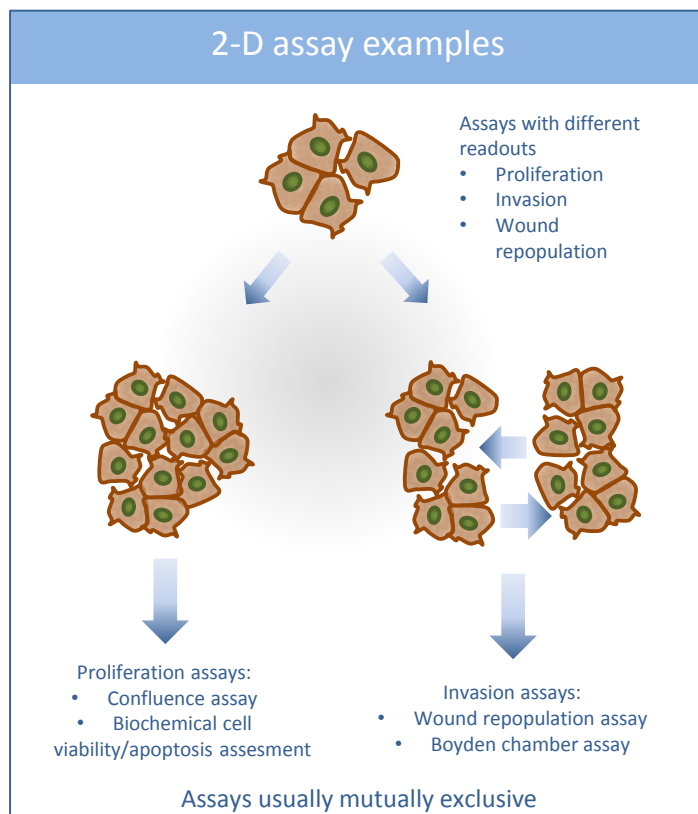 2-D assay examples
Assays with different
readouts
• Proliferation
• Invasion
• Wound
repopulation
Proliferation assays:
• Confluence assay
• Biochemical cell
viability/apoptosis assesment
Invasion assays:
• Wound repopulation assay
• Boyden chamber assay
Assays usually mutually exclusive